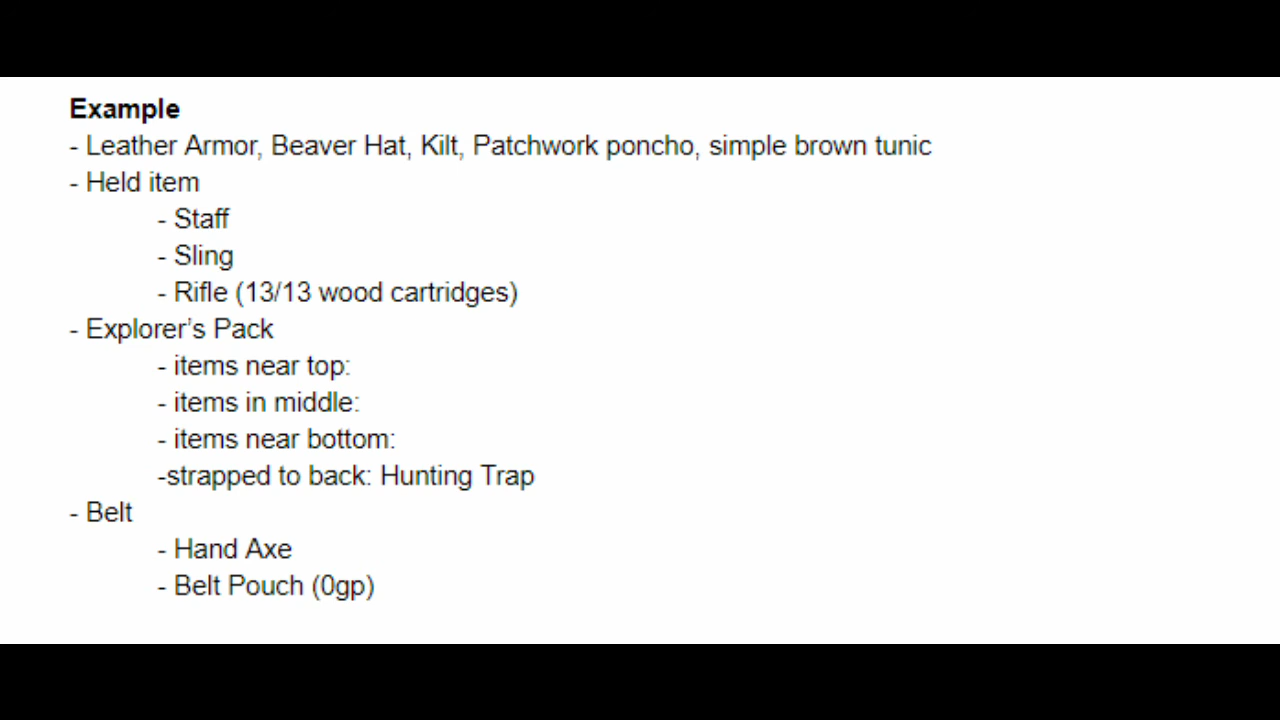 Example
- Leather Armor, Beaver Hat, Kilt, Patchwork poncho, simple brown tunic
- Held item
- Staff
- Sling
- Rifle (13/13 wood cartridges)
- Explorer’s Pack
- items near top:
- items in middle:
- items near bottom:
-strapped to back: Hunting Trap
- Belt
- Hand Axe
- Belt Pouch (0gp)